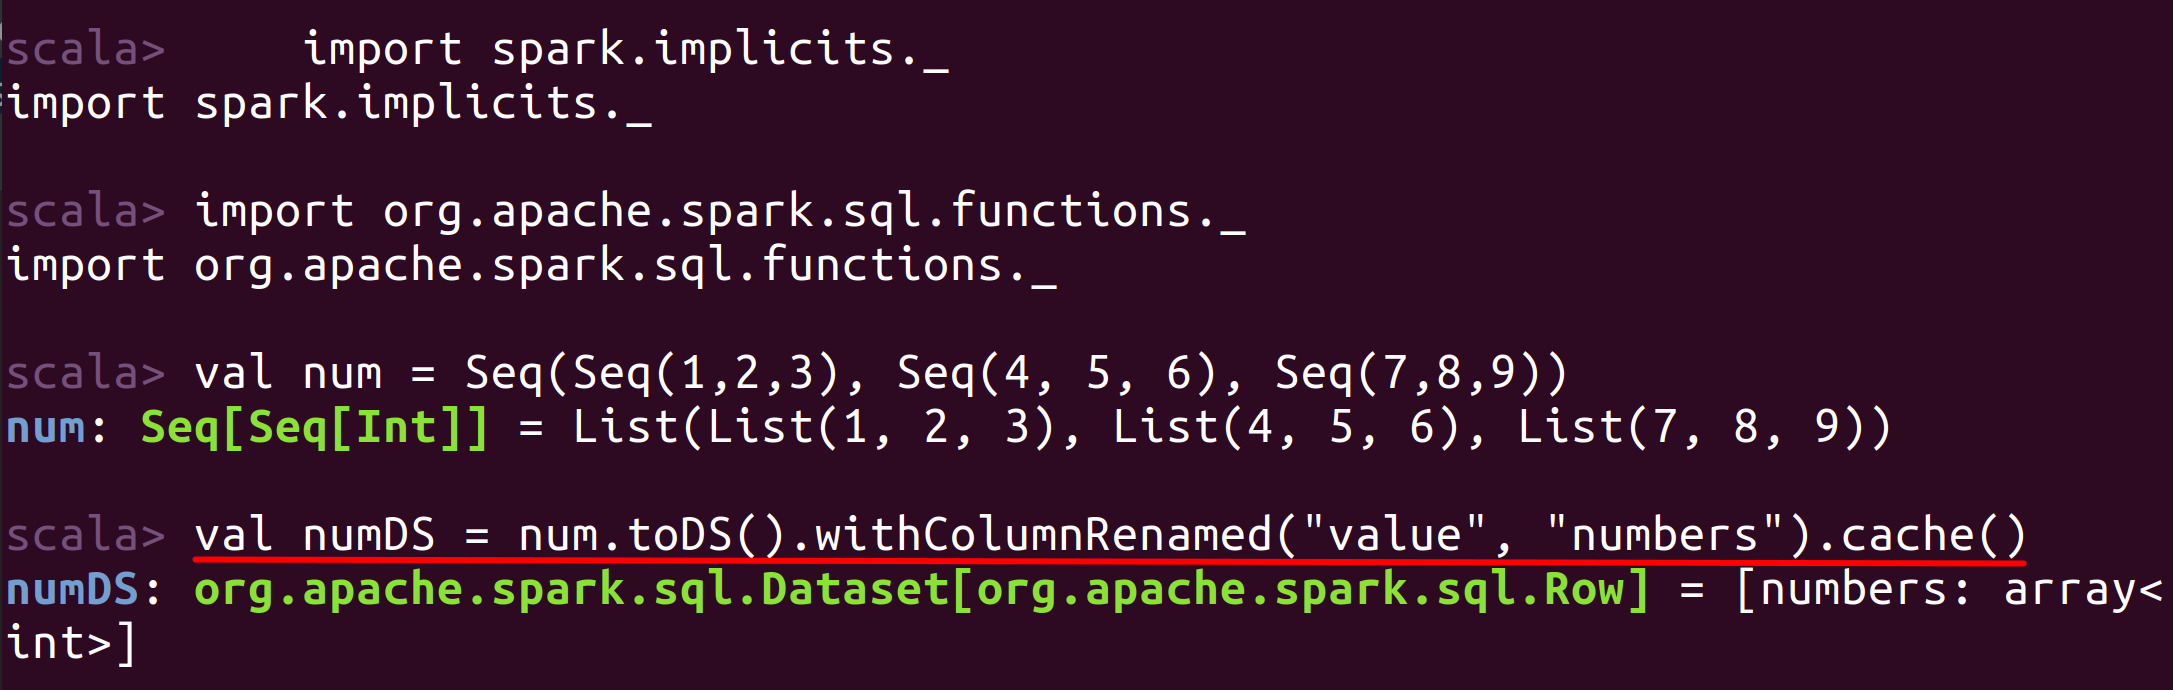 scala>     import spark.implicits._
import spark.implicits._
scala> import org.apache.spark.sql.functions._
import org.apache.spark.sql.functions._
scala> val num = Seq(Seq(1,2,3), Seq(4, 5, 6), Seq(7,8,9))
num: Seq[Seq[Int]] = List(List(1, 2, 3), List(4, 5, 6), List(7, 8, 9))
scala> val numDS = num.toDS().withColumnRenamed("value", "numbers").cache()
numDS: org.apache.spark.sql.Dataset[org.apache.spark.sql.Row] = [numbers: array<
int>]